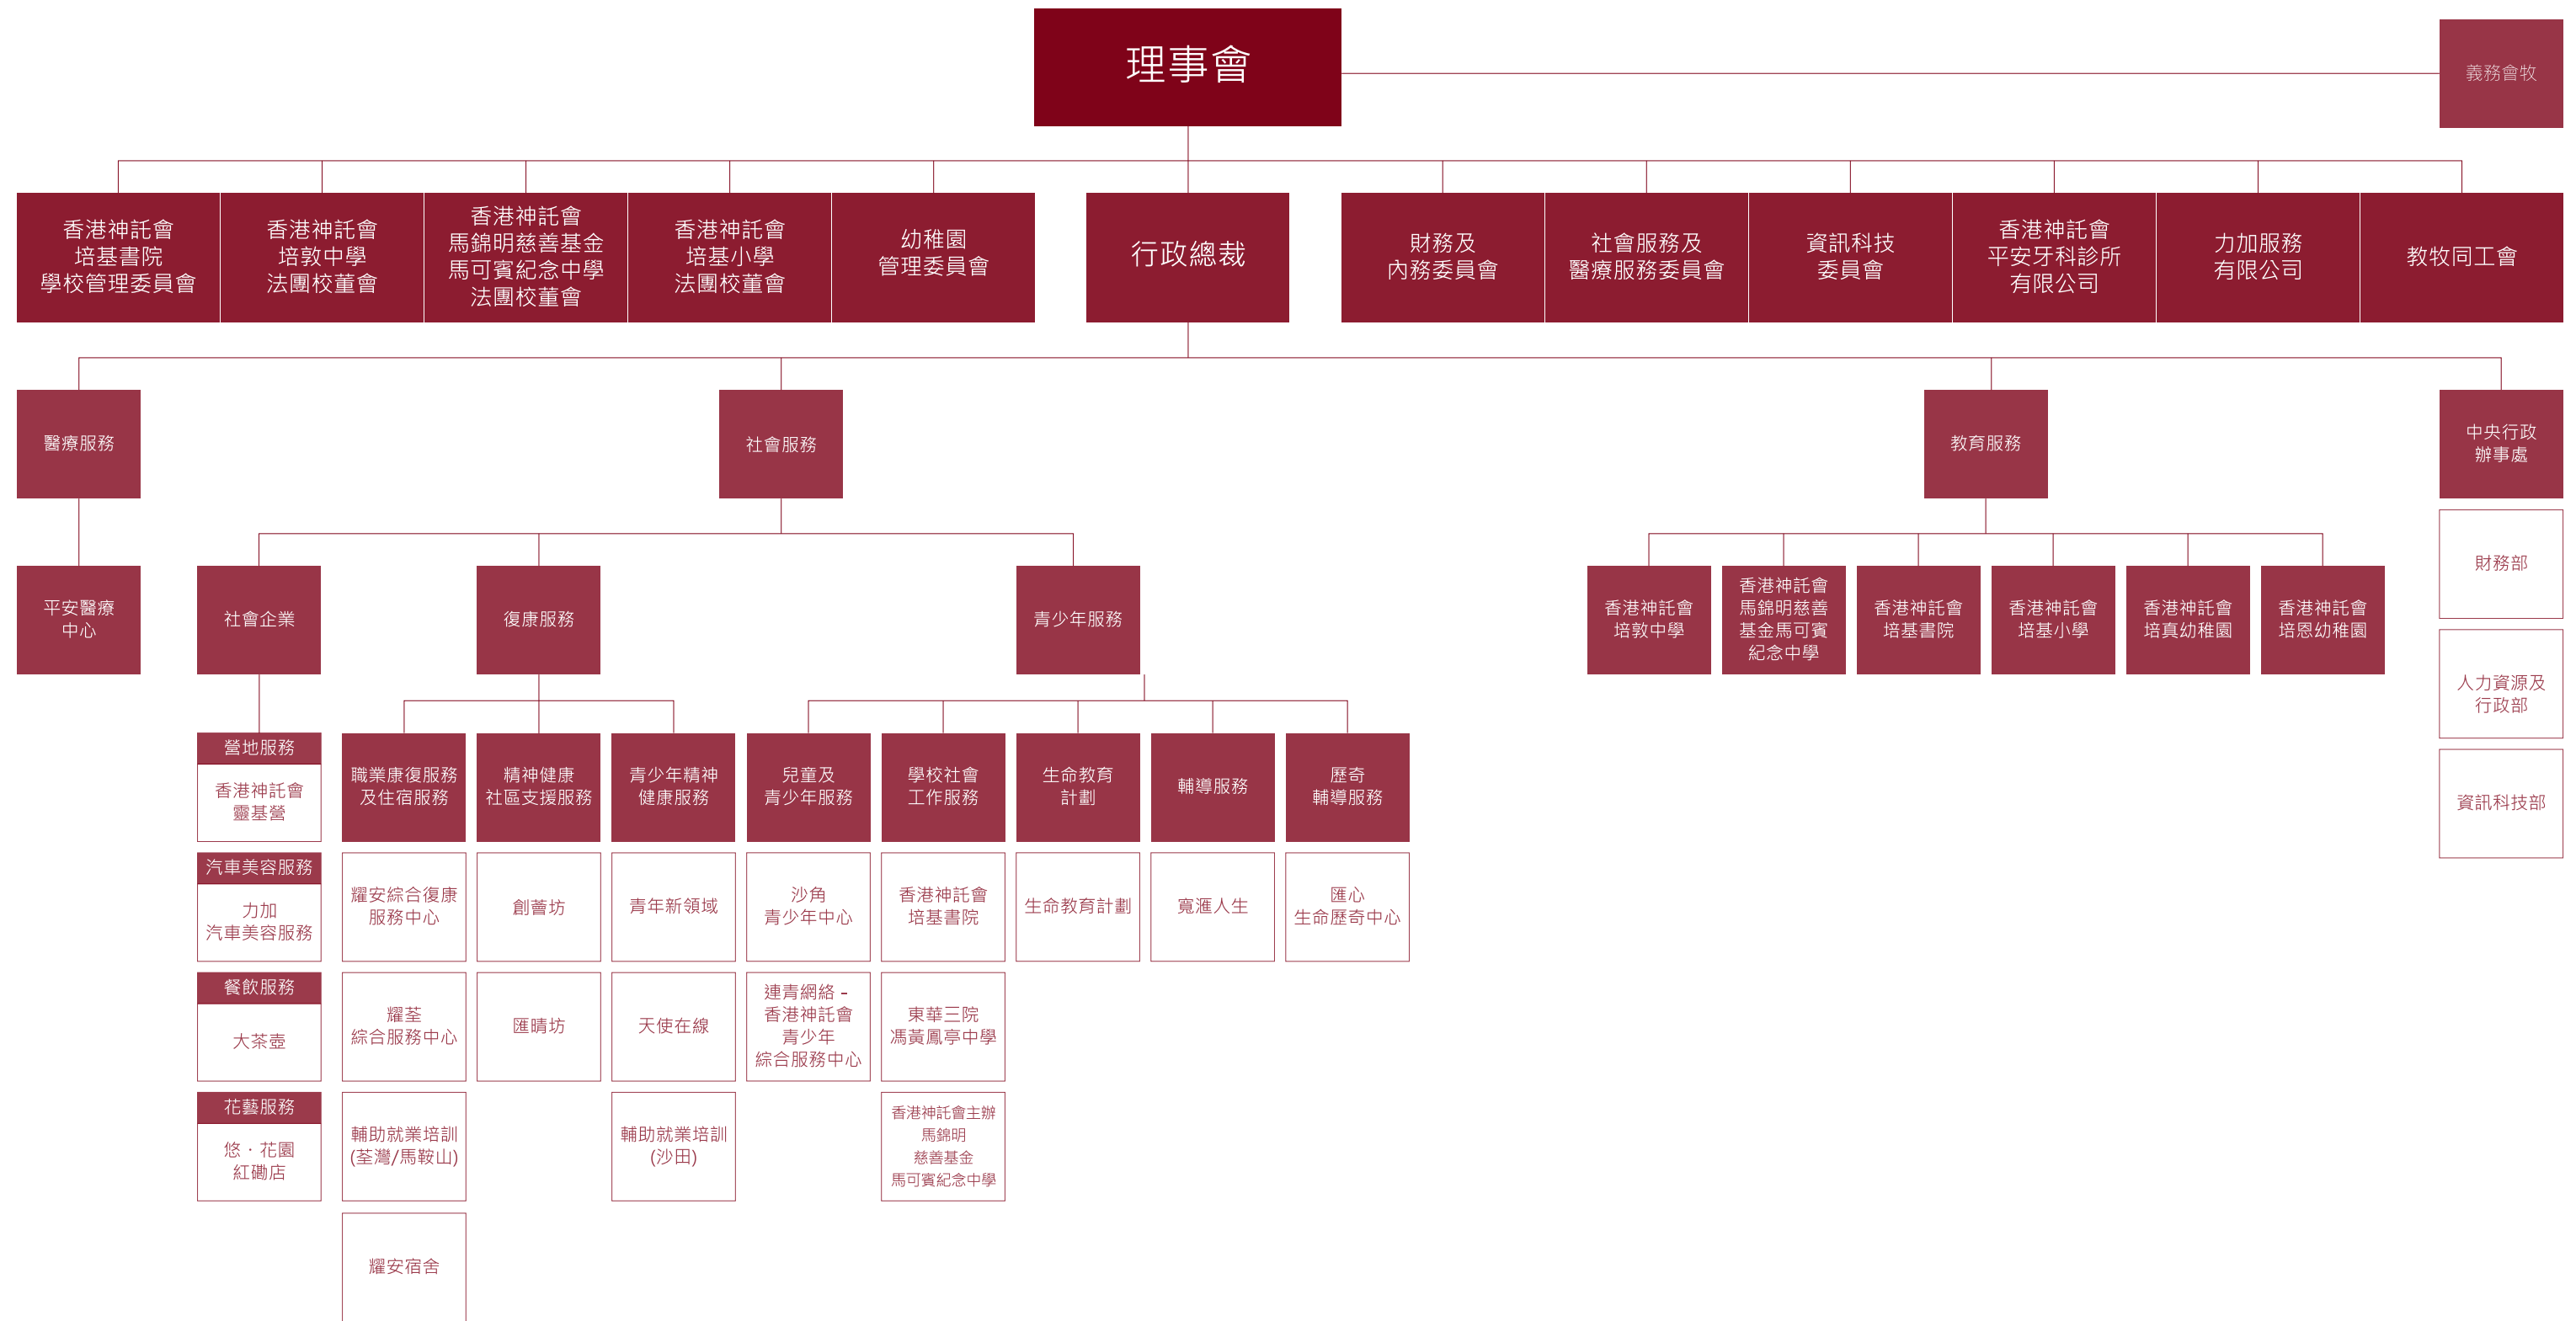 理事會
義務會牧
香港神託會
培基書院
學校管理委員會
香港神託會
培敦中學
法團校董會
香港神託會
馬錦明慈善基金
馬可賓紀念中學
法團校董會
香港神託會
培基小學
法團校董會
幼稚園
管理委員會
行政總裁
財務及
內務委員會
社會服務及
醫療服務委員會
資訊科技
委員會
香港神託會
平安牙科診所
有限公司
力加服務
有限公司
教牧同工會
醫療服務
社會服務
教育服務
中央行政
辦事處
財務部
人力資源及
行政部
資訊科技部
平安醫療
中心
社會企業
復康服務
青少年服務
香港神託會
培敦中學
香港神託會
馬錦明慈善
基金馬可賓
紀念中學
香港神託會
培基書院
香港神託會
培基小學
香港神託會
培真幼稚園
香港神託會
培恩幼稚園
營地服務
香港神託會
靈基營
汽車美容服務
力加
汽車美容服務
餐飲服務
大茶壺
花藝服務
悠．花園
紅磡店
職業康復服務
及住宿服務
耀安綜合復康
服務中心
耀荃
綜合服務中心
輔助就業培訓
(荃灣/馬鞍山)
耀安宿舍
精神健康
社區支援服務
創薈坊
匯晴坊
青少年精神
健康服務
青年新領域
天使在線
輔助就業培訓
(沙田)
兒童及
青少年服務
沙角
青少年中心
連青網絡 -
香港神託會
青少年
綜合服務中心
學校社會
工作服務
香港神託會
培基書院
東華三院
馮黃鳳亭中學
香港神託會主辦
馬錦明
慈善基金
馬可賓紀念中學
生命教育
計劃
生命教育計劃
輔導服務
寬滙人生
歷奇
輔導服務
匯心
生命歷奇中心